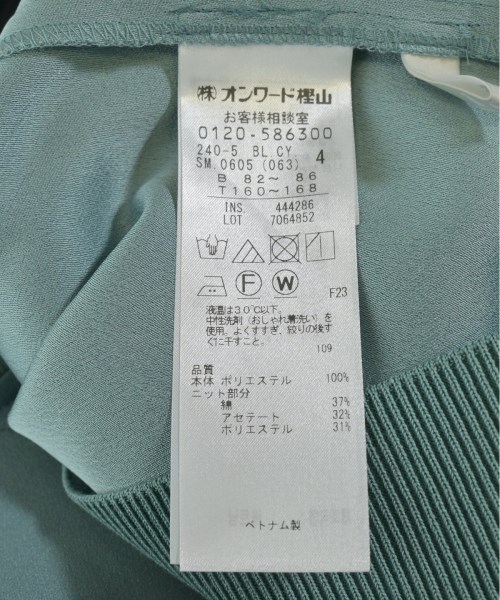 ㈱オンワード樫山
お客様相談室
0120-586300
240-5 BL.CY
SM.0605 (063) 4
B 82〜 86
T160〜168
INS. 444286
LOT 7064852
F W
F23
液温は30℃以下、
中性洗剤（おしゃれ着洗い）を
使用。よくすすぎ、絞りの後す
ぐに干すこと。
109
品質
本体 ポリエステル 100%
ニット部分
綿 37%
アセテート 32%
ポリエステル 31%
ベトナム製